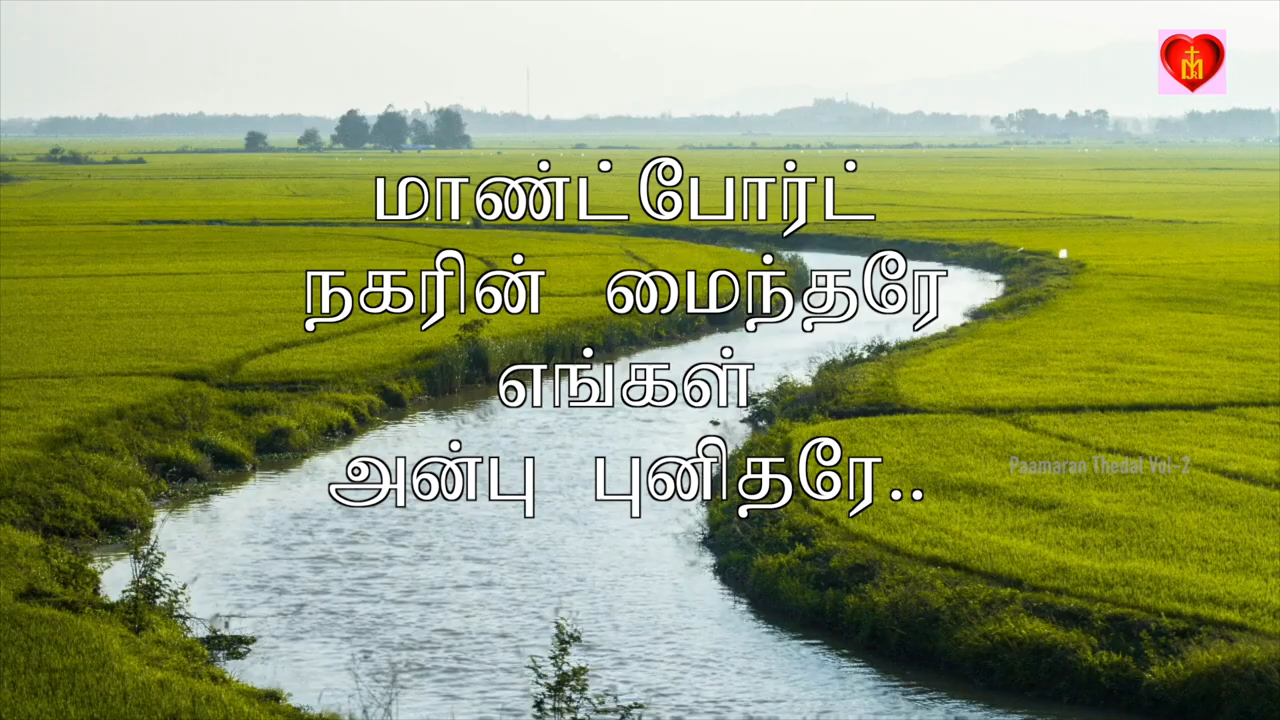 மாண்ட்போர்ட்
நகரின் மைந்தரே
எங்கள்
அன்பு புனிதரே..
Paamaran Thedal Vol-2